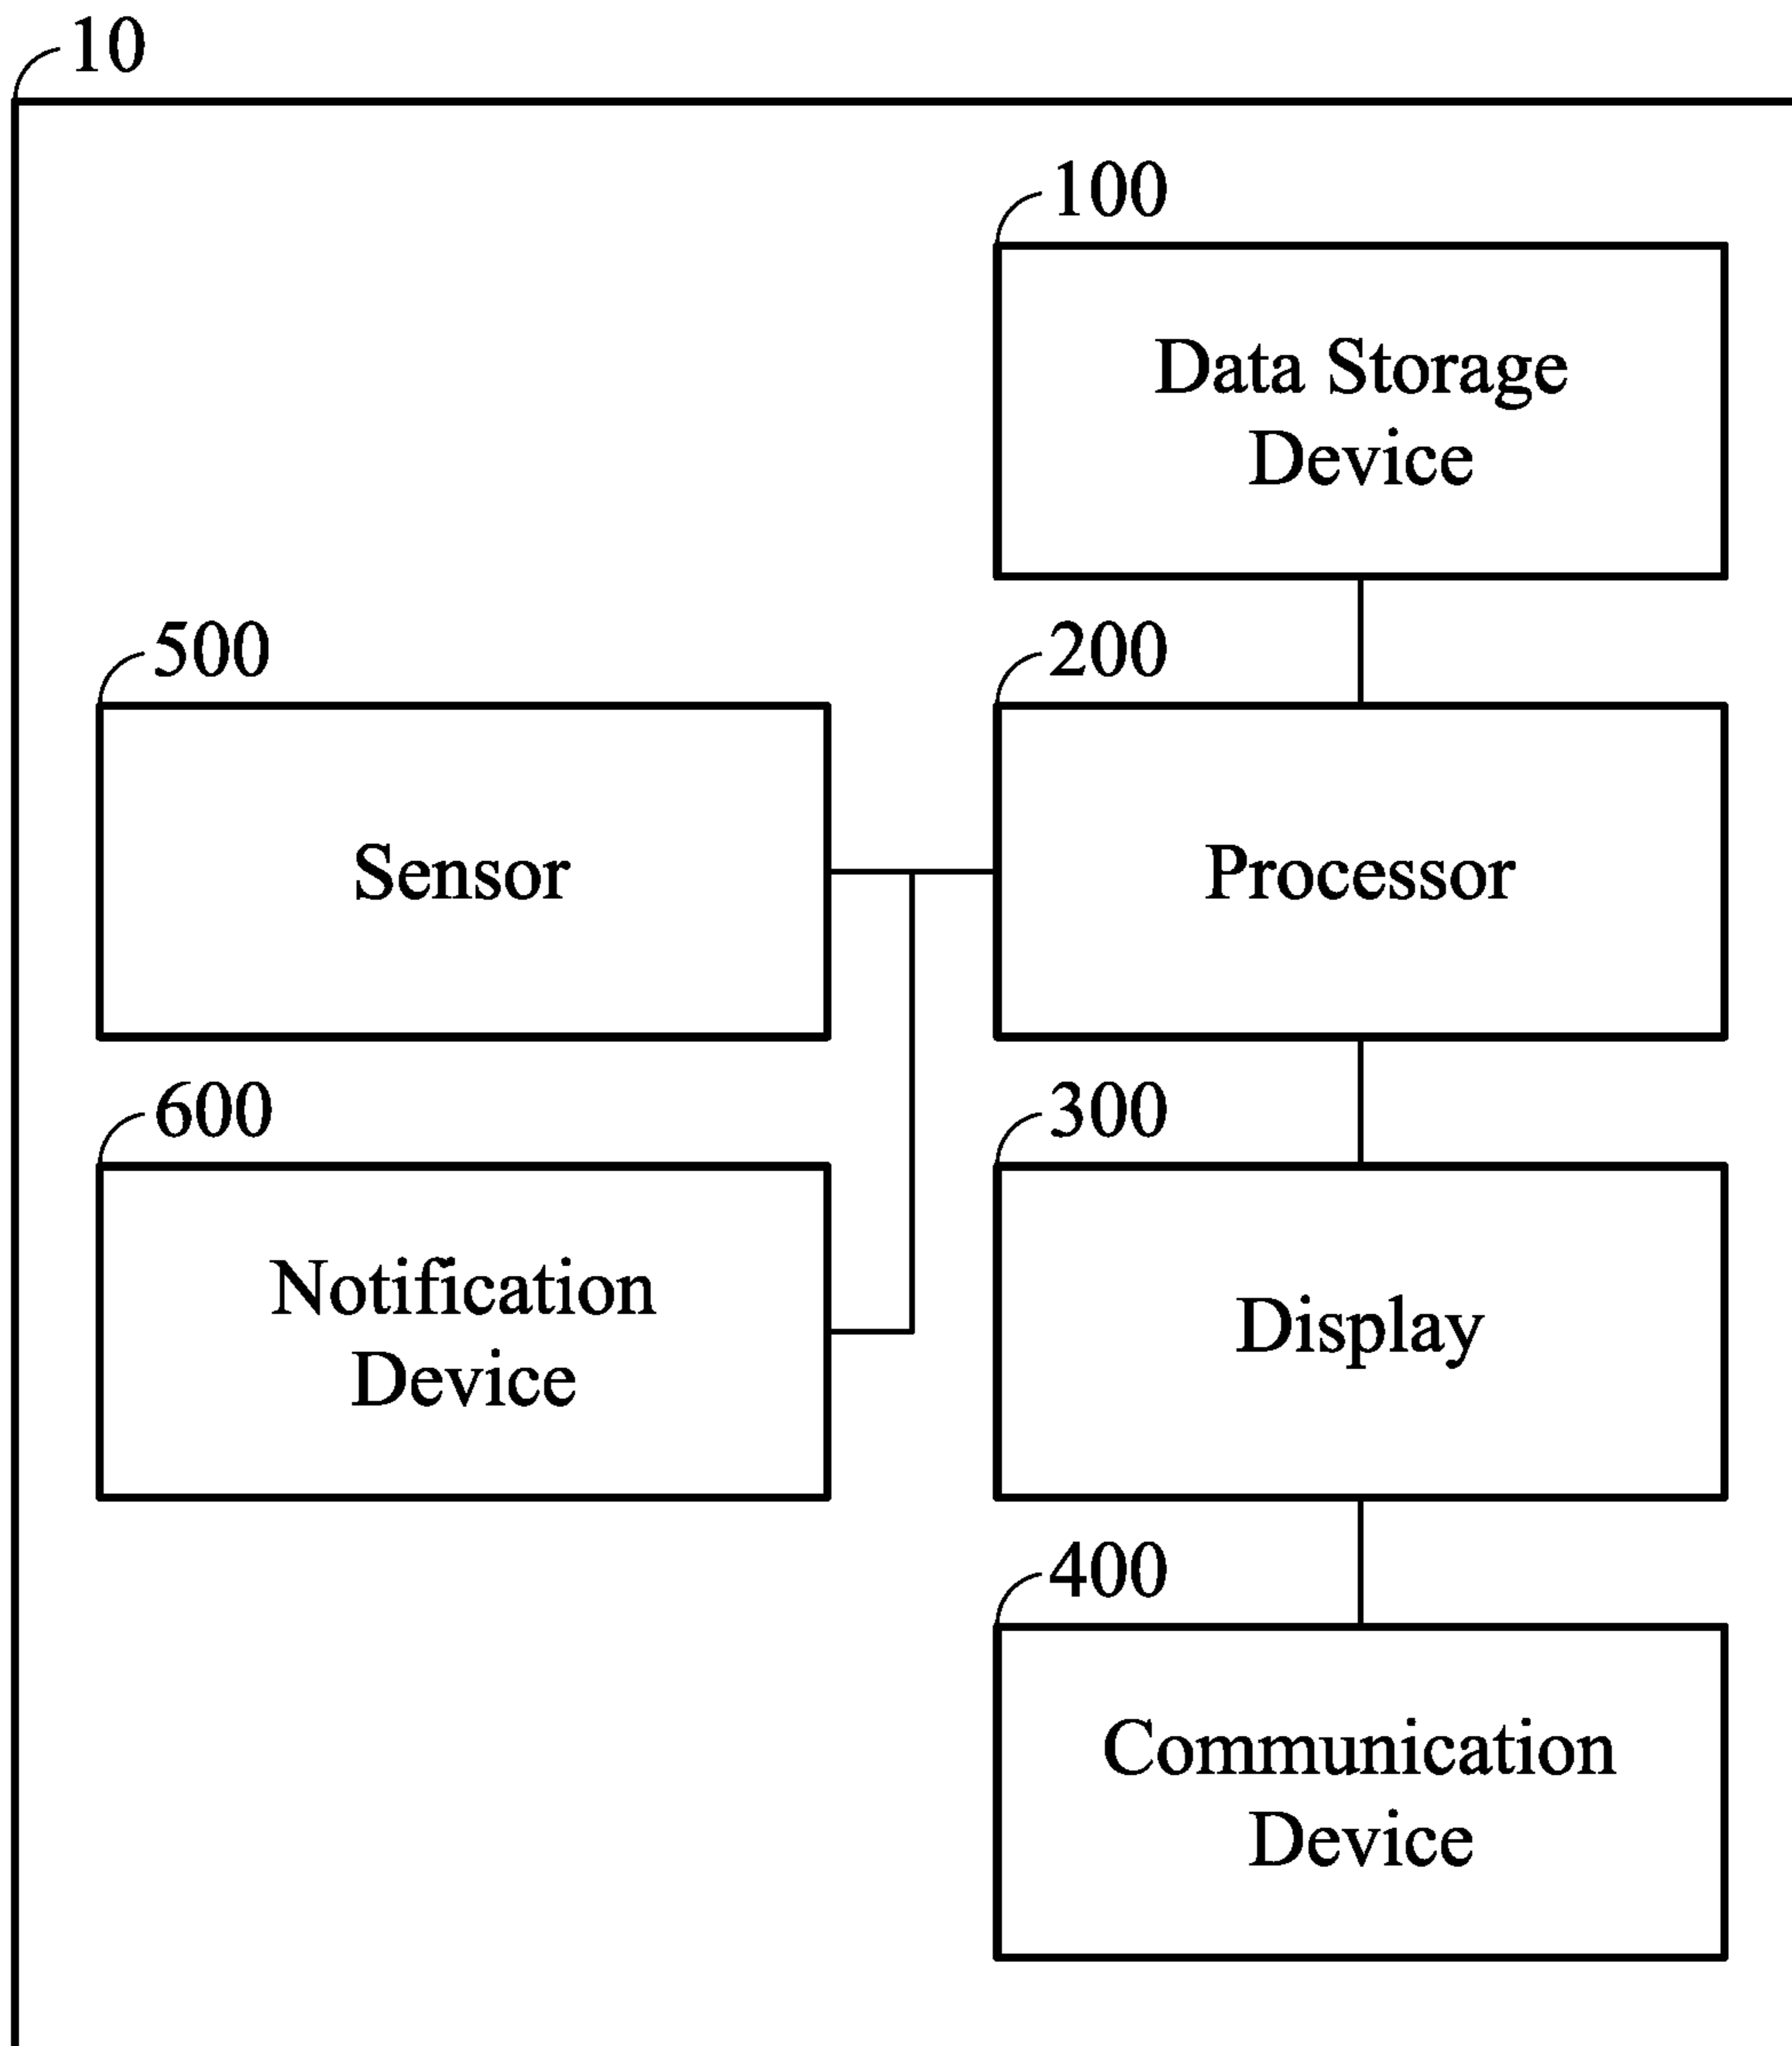 10
100
Data Storage
Device
500
200
Sensor
Processor
600
300
Notification
Device
Display
400
Communication
Device